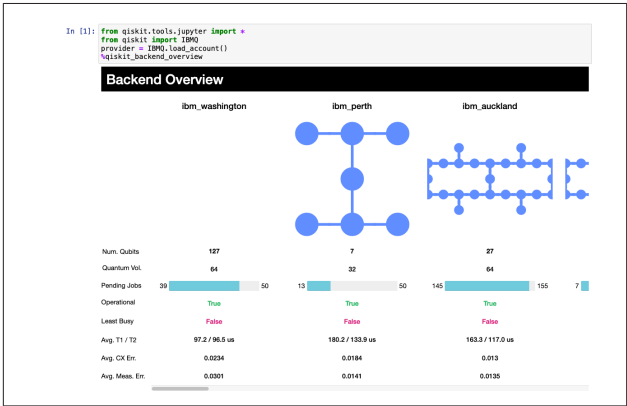 In [1]: from qiskit.tools.jupyter import *
from qiskit import IBMQ
provider = IBMQ.load_account()
%qiskit_backend_overview
Backend Overview
ibm_washington ibm_perth ibm_auckland
Num. Qubits 127 7 27
Quantum Vol. 64 32 64
Pending Jobs 39 50 13 50 145 155 7
Operational True True True
Least Busy False False False
Avg. T1 / T2 97.2 / 96.5 us 180.2 / 133.9 us 163.3 / 117.0 us
Avg. CX Err. 0.0234 0.0184 0.013
Avg. Meas. Err. 0.0301 0.0141 0.0135